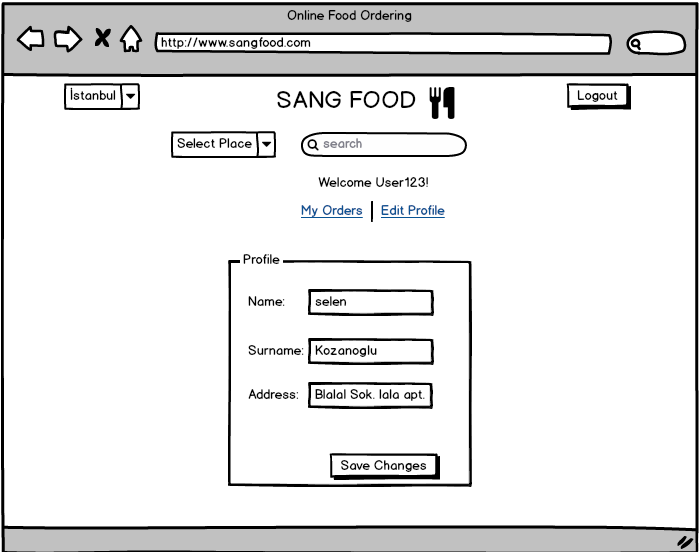 Online Food Ordering
http://www.sangfood.com
İstanbul
SANG FOOD
Logout
Select Place
search
Welcome User123!
My Orders
Edit Profile
Profile
Name:
selen
Surname:
Kozanoglu
Address:
Blalal Sok. lala apt.
Save Changes